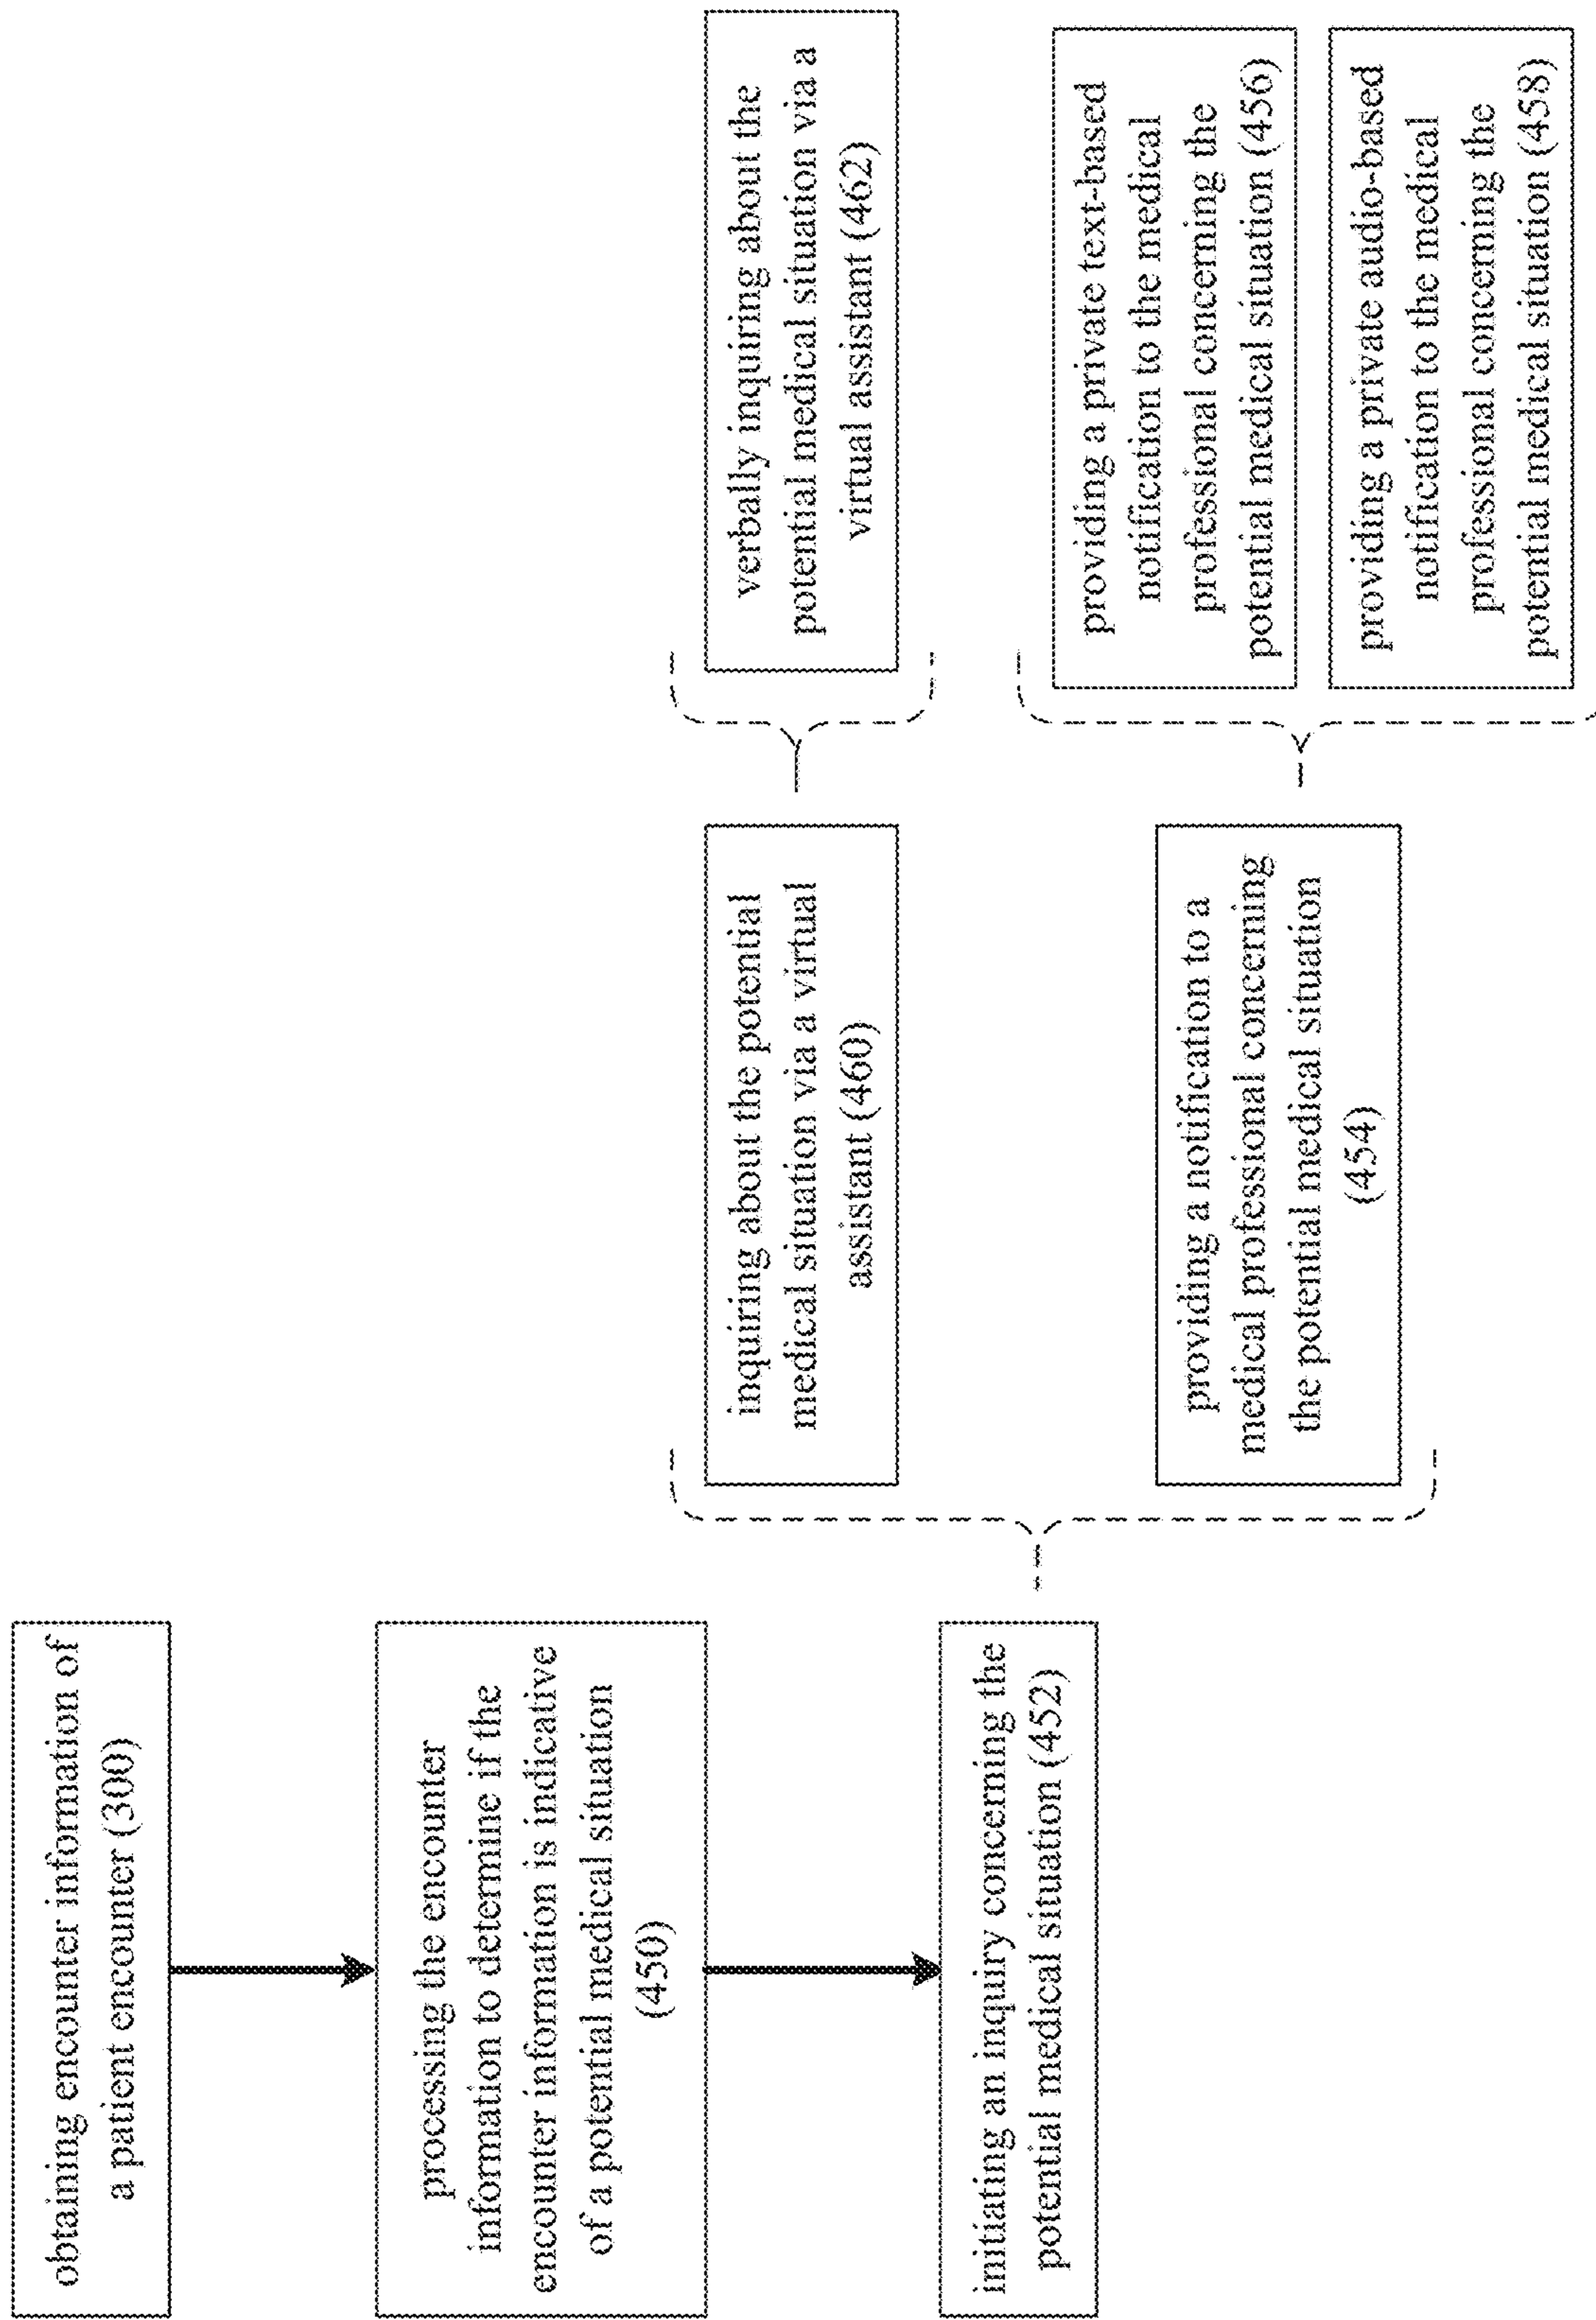 obtaining encounter information of
a patient encounter (300)
processing the encounter
information to determine if the
encounter information is indicative
of a potential medical situation
(450)
initiating an inquiry concerning the
potential medical situation (452)
inquiring about the potential
medical situation via a virtual
assistant (460)
providing a notification to a
medical professional concerning
the potential medical situation
(454)
verbally inquiring about the
potential medical situation via a
virtual assistant (462)
providing a private text-based
notification to the medical
professional concerning the
potential medical situation (456)
providing a private audio-based
notification to the medical
professional concerning the
potential medical situation (458)